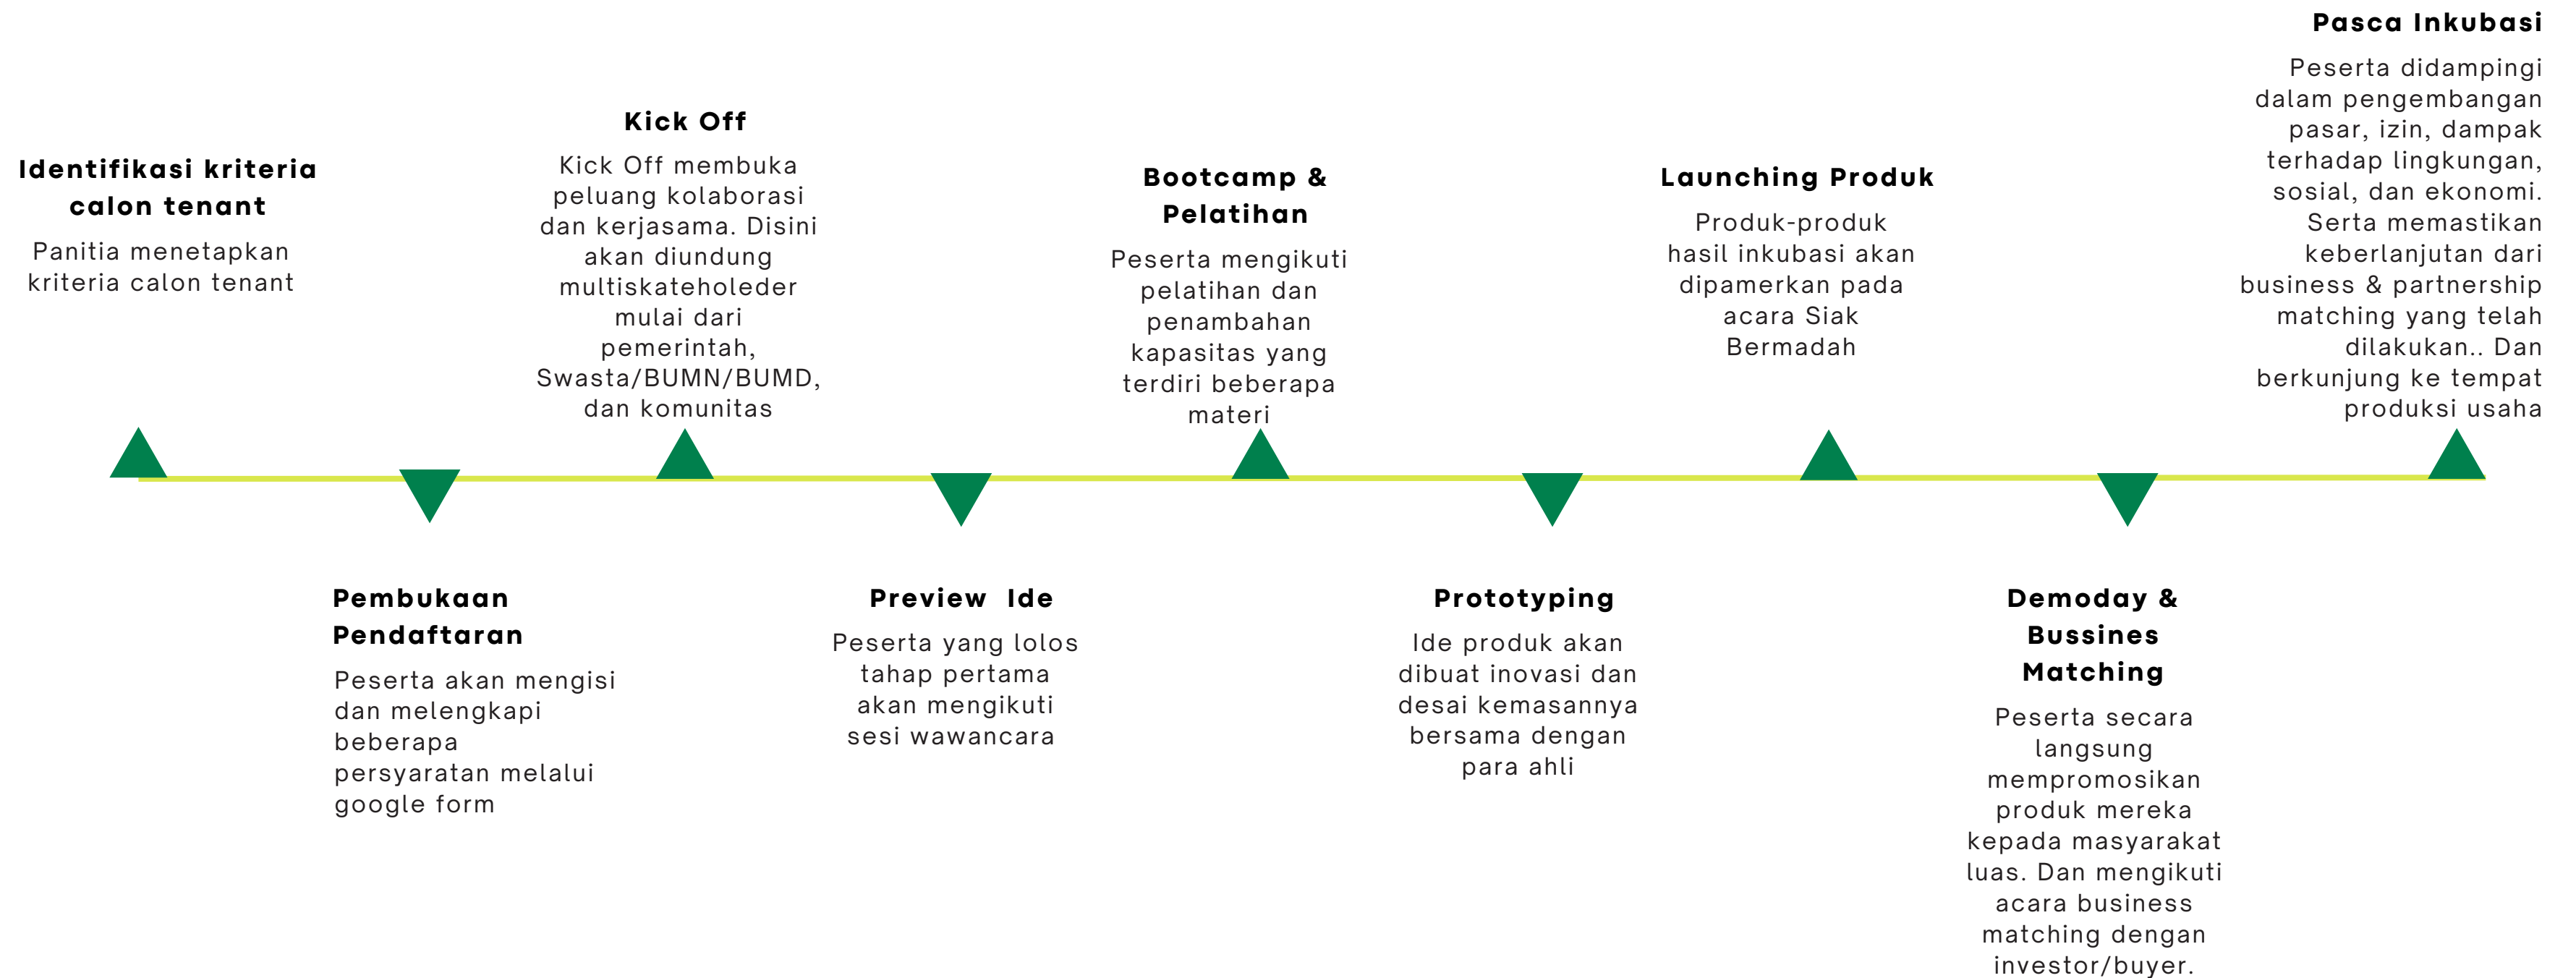 Identifikasi kriteria
calon tenant
Panitia menetapkan
kriteria calon tenant
Pembukaan
Pendaftaran
Peserta akan mengisi
dan melengkapi
beberapa
persyaratan melalui
google form
Kick Off
Kick Off membuka
peluang kolaborasi
dan kerjasama. Disini
akan diundung
multiskateholeder
mulai dari
pemerintah,
Swasta/BUMN/BUMD,
dan komunitas
Preview  Ide
Peserta yang lolos
tahap pertama
akan mengikuti
sesi wawancara
Bootcamp &
Pelatihan
Peserta mengikuti
pelatihan dan
penambahan
kapasitas yang
terdiri beberapa
materi
Prototyping
Ide produk akan
dibuat inovasi dan
desai kemasannya
bersama dengan
para ahli
Launching Produk
Produk-produk
hasil inkubasi akan
dipamerkan pada
acara Siak
Bermadah
Demoday &
Bussines
Matching
Peserta secara
langsung
mempromosikan
produk mereka
kepada masyarakat
luas. Dan mengikuti
acara business
matching dengan
investor/buyer.
Pasca Inkubasi
Peserta didampingi
dalam pengembangan
pasar, izin, dampak
terhadap lingkungan,
sosial, dan ekonomi.
Serta memastikan
keberlanjutan dari
business & partnership
matching yang telah
dilakukan.. Dan
berkunjung ke tempat
produksi usaha